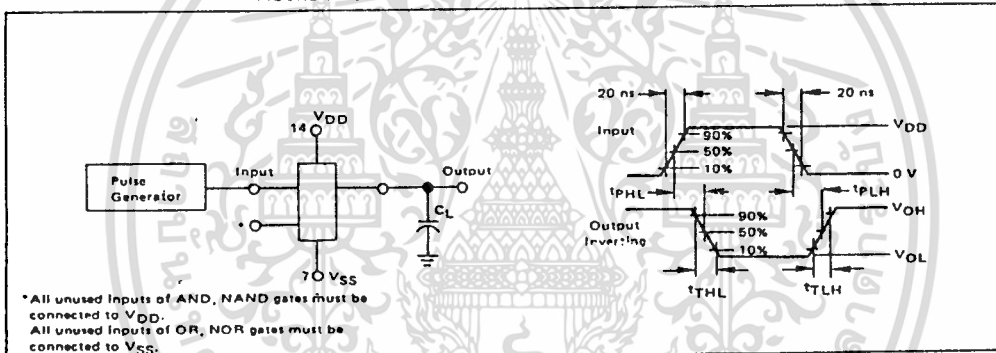 20 ns
20 ns
VDD
14
Input
90%
50%
10%
VDD
0 V
Pulse
Generator
Input
Output
CL
*
tPHL
tPLH
Output
Inverting
90%
50%
10%
VOH
VOL
7
VSS
tTHL
tTLH
*All unused inputs of AND, NAND gates must be
connected to VDD.
All unused inputs of OR, NOR gates must be
connected to VSS.